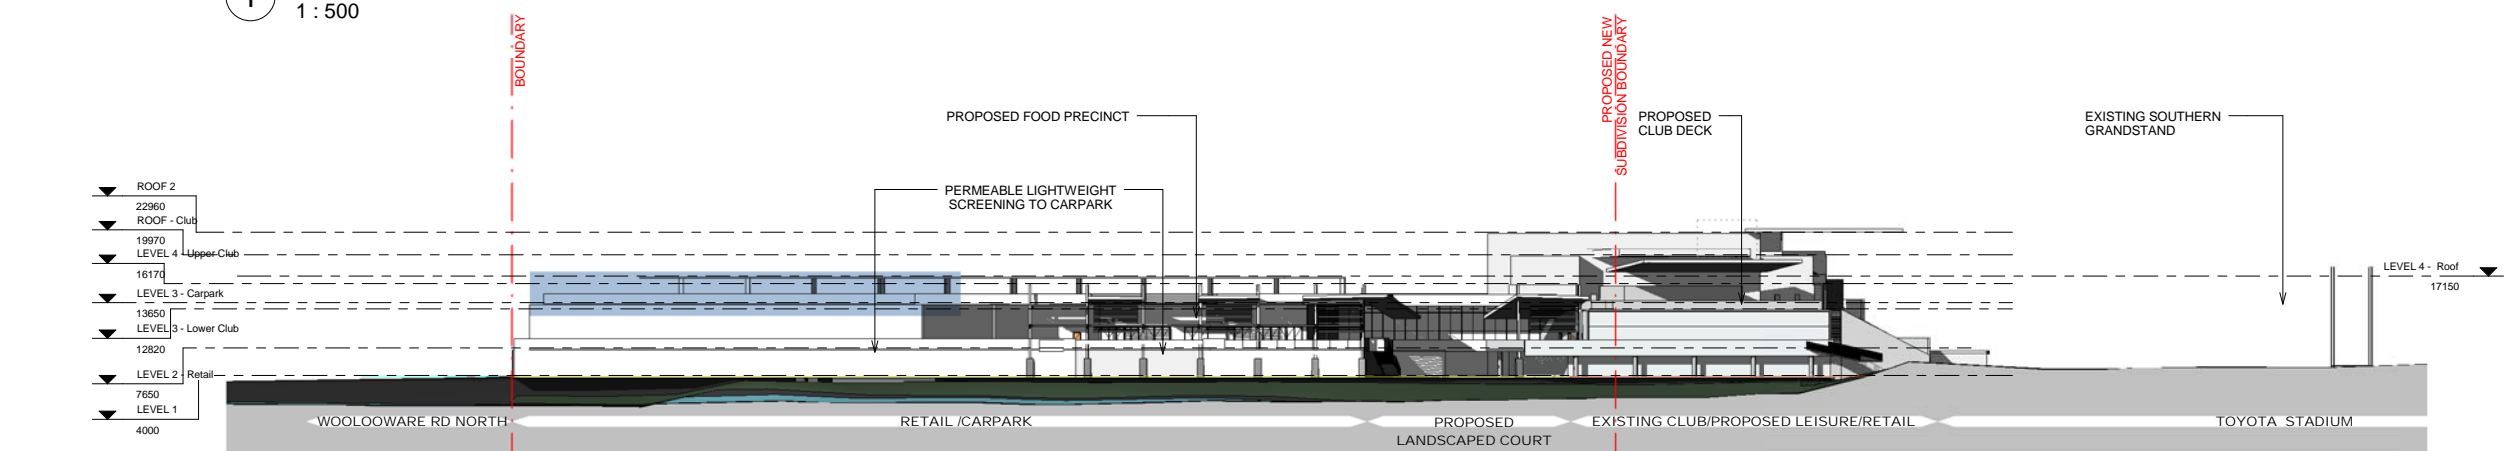 1
1 : 500
BOUNDARY
PROPOSED NEW
SUBDIVISION BOUNDARY
PROPOSED FOOD PRECINCT
PROPOSED
CLUB DECK
EXISTING SOUTHERN
GRANDSTAND
PERMEABLE LIGHTWEIGHT
SCREENING TO CARPARK
ROOF 2
22960
ROOF - Club
19970
LEVEL 4 - Upper Club
16170
LEVEL 3 - Carpark
13650
LEVEL 3 - Lower Club
12820
LEVEL 2 - Retail
7650
LEVEL 1
4000
LEVEL 4 - Roof
17150
WOOLOOWARE RD NORTH
RETAIL /CARPARK
PROPOSED
LANDSCAPED COURT
EXISTING CLUB/PROPOSED LEISURE/RETAIL
TOYOTA STADIUM